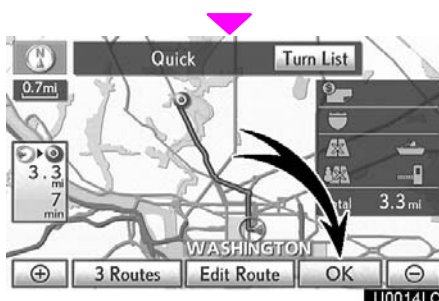 N
Quick
Turn List
0.7mi
$
3.3
mi
7
min
tal
3.3 mi
WASHINGTON
3 Routes
Edit Route
OK
U0014LC